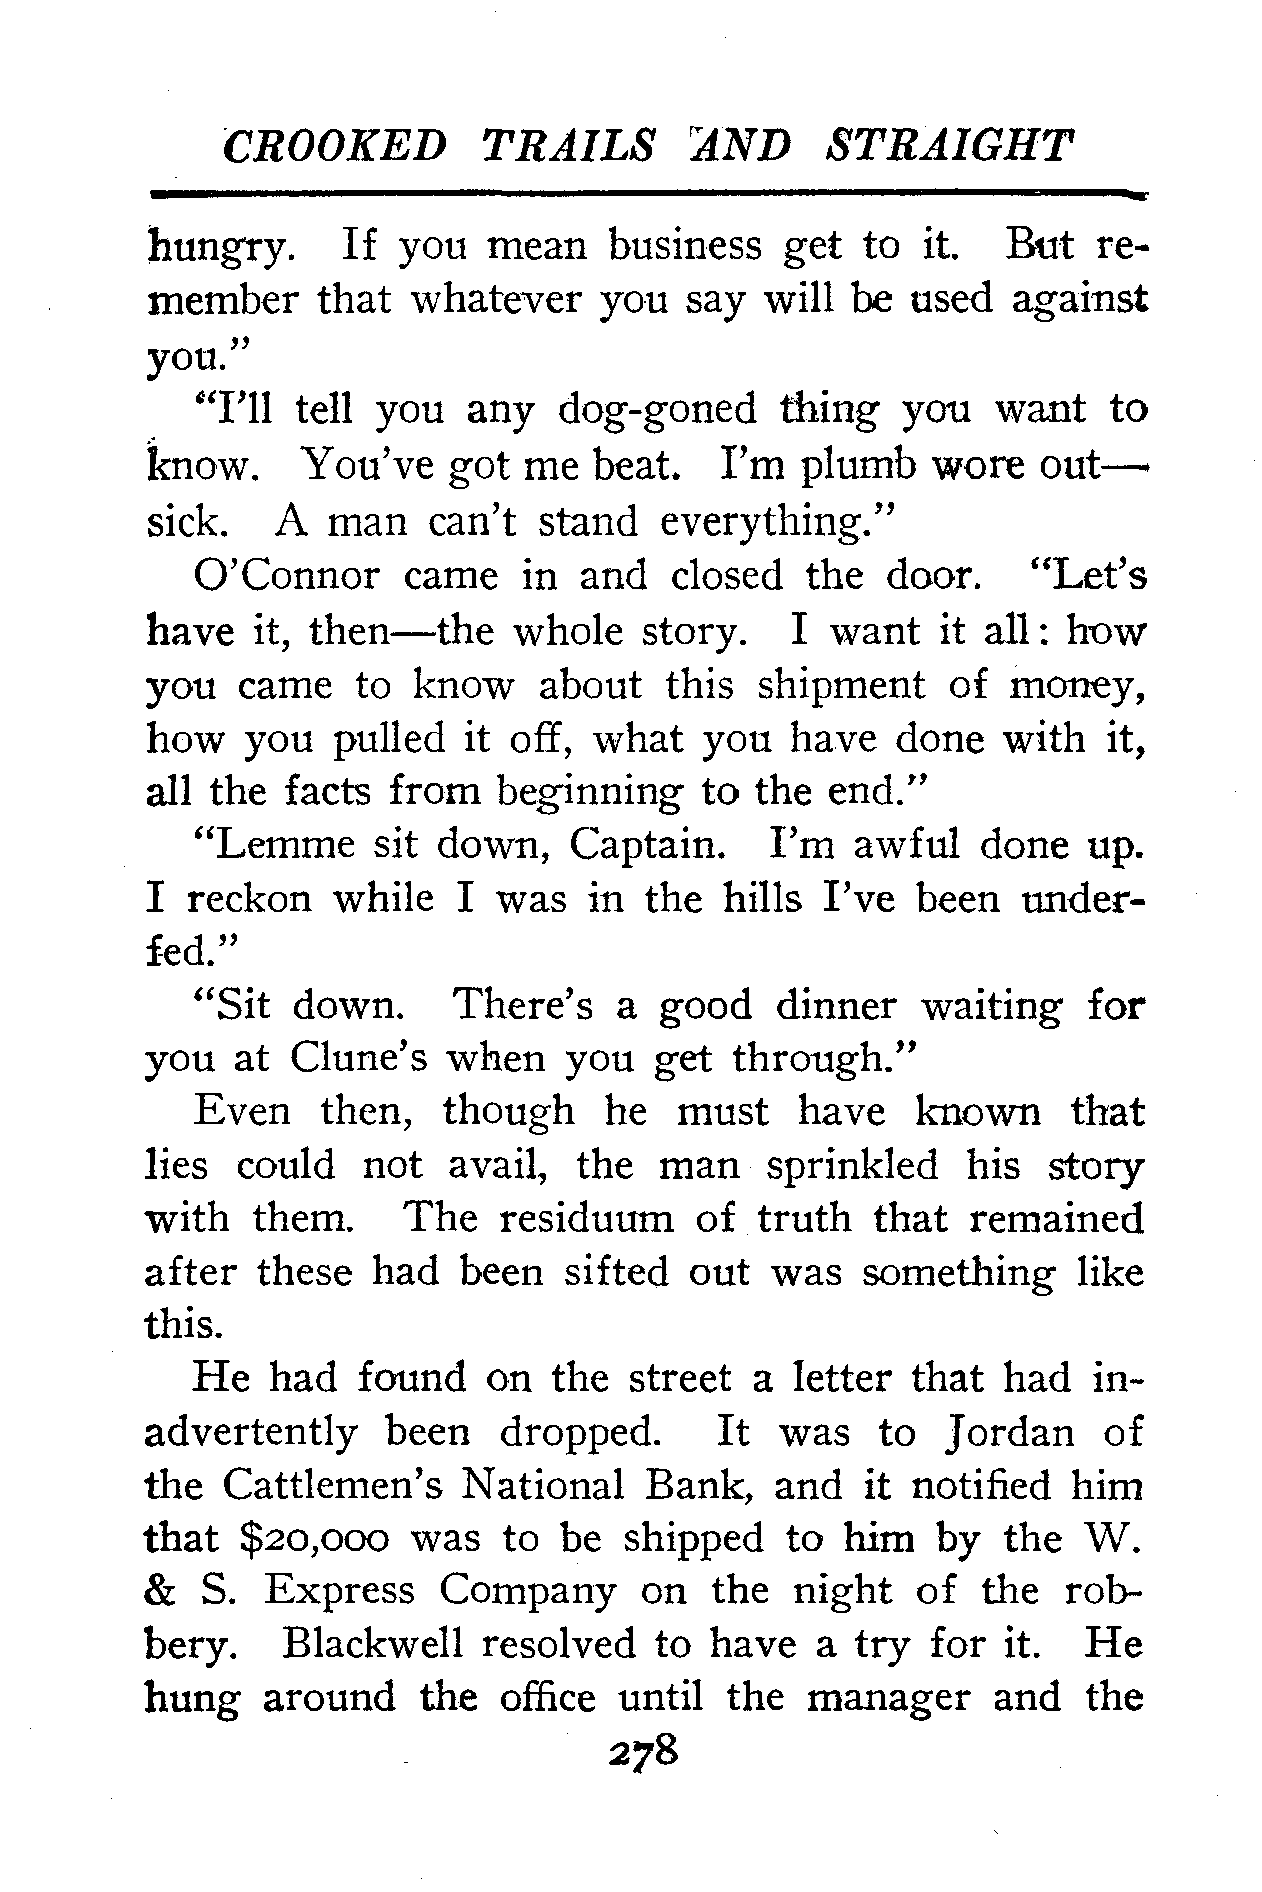 CROOKED TRAILS AND STRAIGHT
hungry. If you mean business get to it. But re-
member that whatever you say will be used against
you."
"I'll tell you any dog-goned thing you want to
know. You've got me beat. I'm plumb wore out—
sick. A man can't stand everything."
O'Connor came in and closed the door. "Let's
have it, then—the whole story. I want it all: how
you came to know about this shipment of money,
how you pulled it off, what you have done with it,
all the facts from beginning to the end."
"Lemme sit down, Captain. I'm awful done up.
I reckon while I was in the hills I've been under-
fed."
"Sit down. There's a good dinner waiting for
you at Clune's when you get through."
Even then, though he must have known that
lies could not avail, the man sprinkled his story
with them. The residuum of truth that remained
after these had been sifted out was something like
this.
He had found on the street a letter that had in-
advertently been dropped. It was to Jordan of
the Cattlemen's National Bank, and it notified him
that $20,000 was to be shipped to him by the W.
& S. Express Company on the night of the rob-
bery. Blackwell resolved to have a try for it. He
hung around the office until the manager and the
278